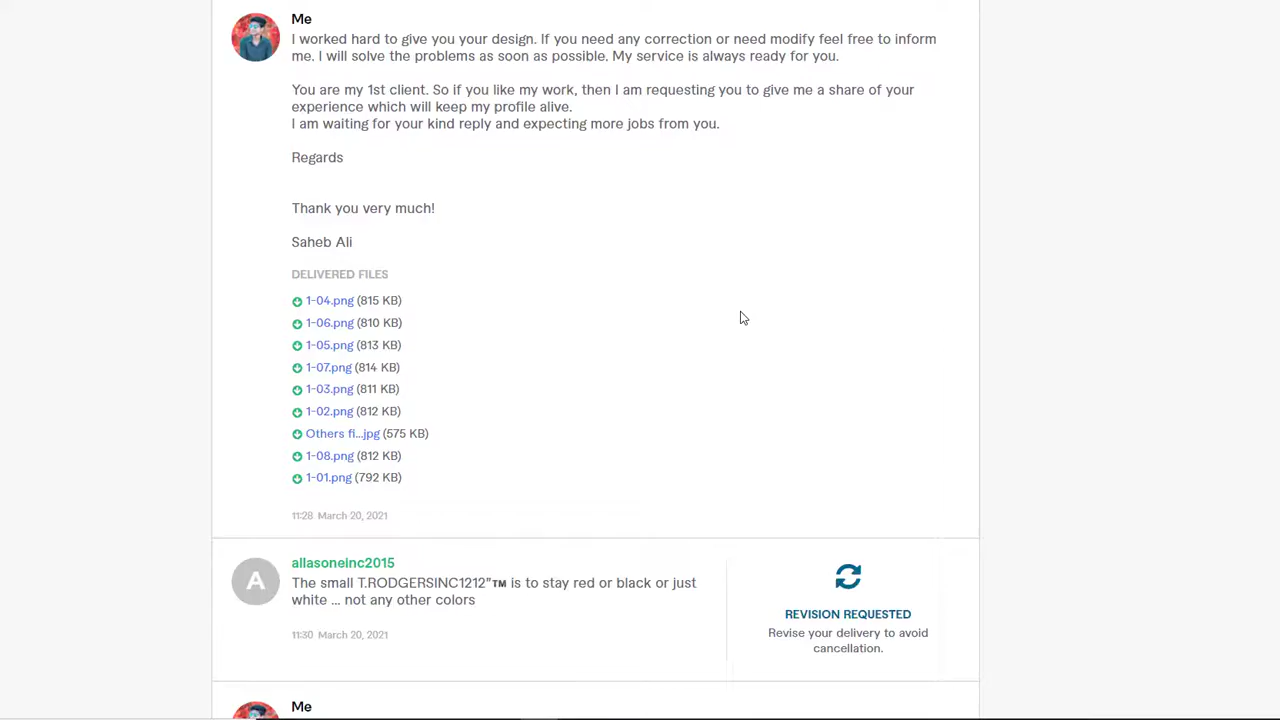 Me
I worked hard to give you your design. If you need any correction or need modify feel free to inform
me. I will solve the problems as soon as possible. My service is always ready for you.
You are my 1st client. So if you like my work, then I am requesting you to give me a share of your
experience which will keep my profile alive.
I am waiting for your kind reply and expecting more jobs from you.
Regards
Thank you very much!
Saheb Ali
DELIVERED FILES
1-04.png (815 KB)
1-06.png (810 KB)
1-05.png (813 KB)
1-07.png (814 KB)
1-03.png (811 KB)
1-02.png (812 KB)
Others fi...jpg (575 KB)
1-08.png (812 KB)
1-01.png (792 KB)
11:28 March 20, 2021
A
allasoneinc2015
The small T.RODGERSINC1212”™ is to stay red or black or just
white ... not any other colors
11:30 March 20, 2021
REVISION REQUESTED
Revise your delivery to avoid
cancellation.
Me